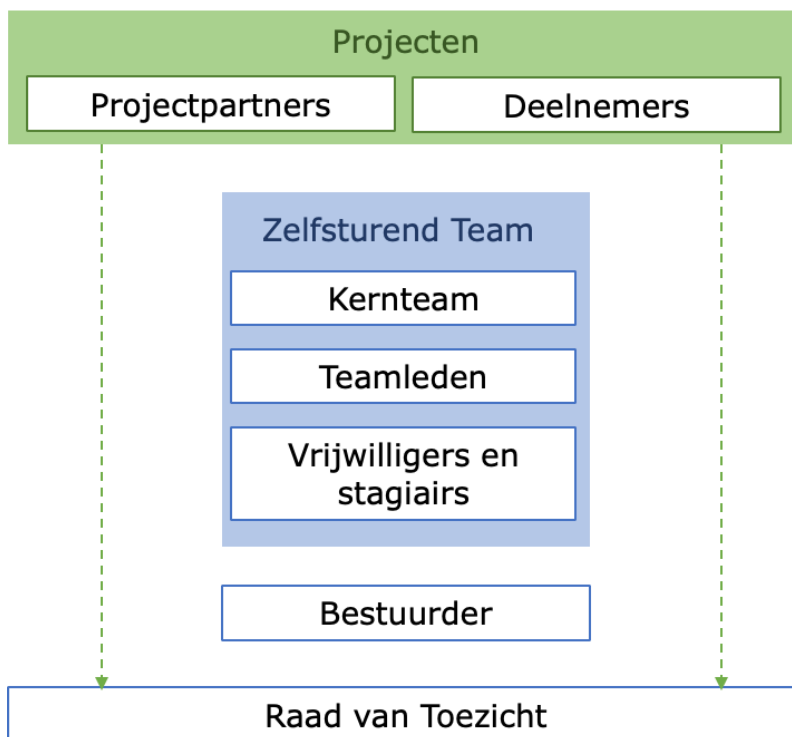 Projecten
Projectpartners
Deelnemers
Zelfsturend Team
Kernteam
Teamleden
Vrijwilligers en
stagiairs
Bestuurder
Raad van Toezicht